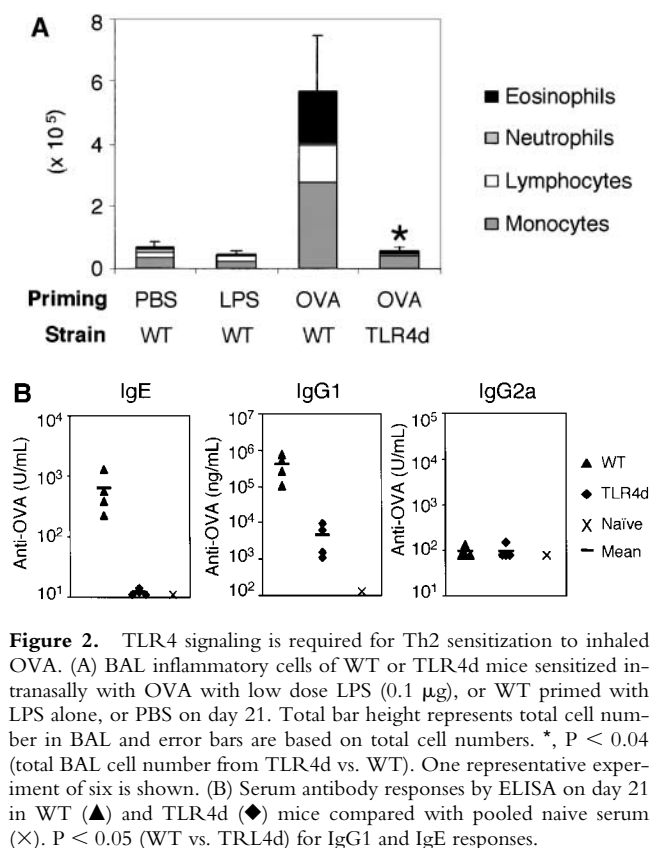 A
8
6
4
2
0
(x 10⁵)
Eosinophils
Neutrophils
Lymphocytes
Monocytes
*
Priming PBS LPS OVA OVA
Strain WT WT WT TLR4d
B
IgE
Anti-OVA (U/mL)
10⁴
10³
10²
10¹
IgG1
Anti-OVA (ng/mL)
10⁷
10⁶
10⁵
10⁴
10³
10²
IgG2a
Anti-OVA (U/mL)
10⁵
10⁴
10³
10²
10¹
▲ WT
◆ TLR4d
× Naïve
– Mean
Figure 2. TLR4 signaling is required for Th2 sensitization to inhaled
OVA. (A) BAL inflammatory cells of WT or TLR4d mice sensitized in-
tranasally with OVA with low dose LPS (0.1 μg), or WT primed with
LPS alone, or PBS on day 21. Total bar height represents total cell num-
ber in BAL and error bars are based on total cell numbers. *, P < 0.04
(total BAL cell number from TLR4d vs. WT). One representative exper-
iment of six is shown. (B) Serum antibody responses by ELISA on day 21
in WT (▲) and TLR4d (◆) mice compared with pooled naive serum
(×). P < 0.05 (WT vs. TRL4d) for IgG1 and IgE responses.